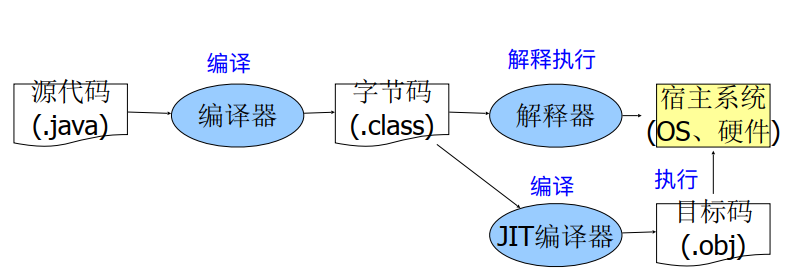 编译
解释执行
源代码
(.java)
编译器
字节码
(.class)
解释器
宿主系统
(OS、硬件)
编译
执行
JIT编译器
目标码
(.obj)